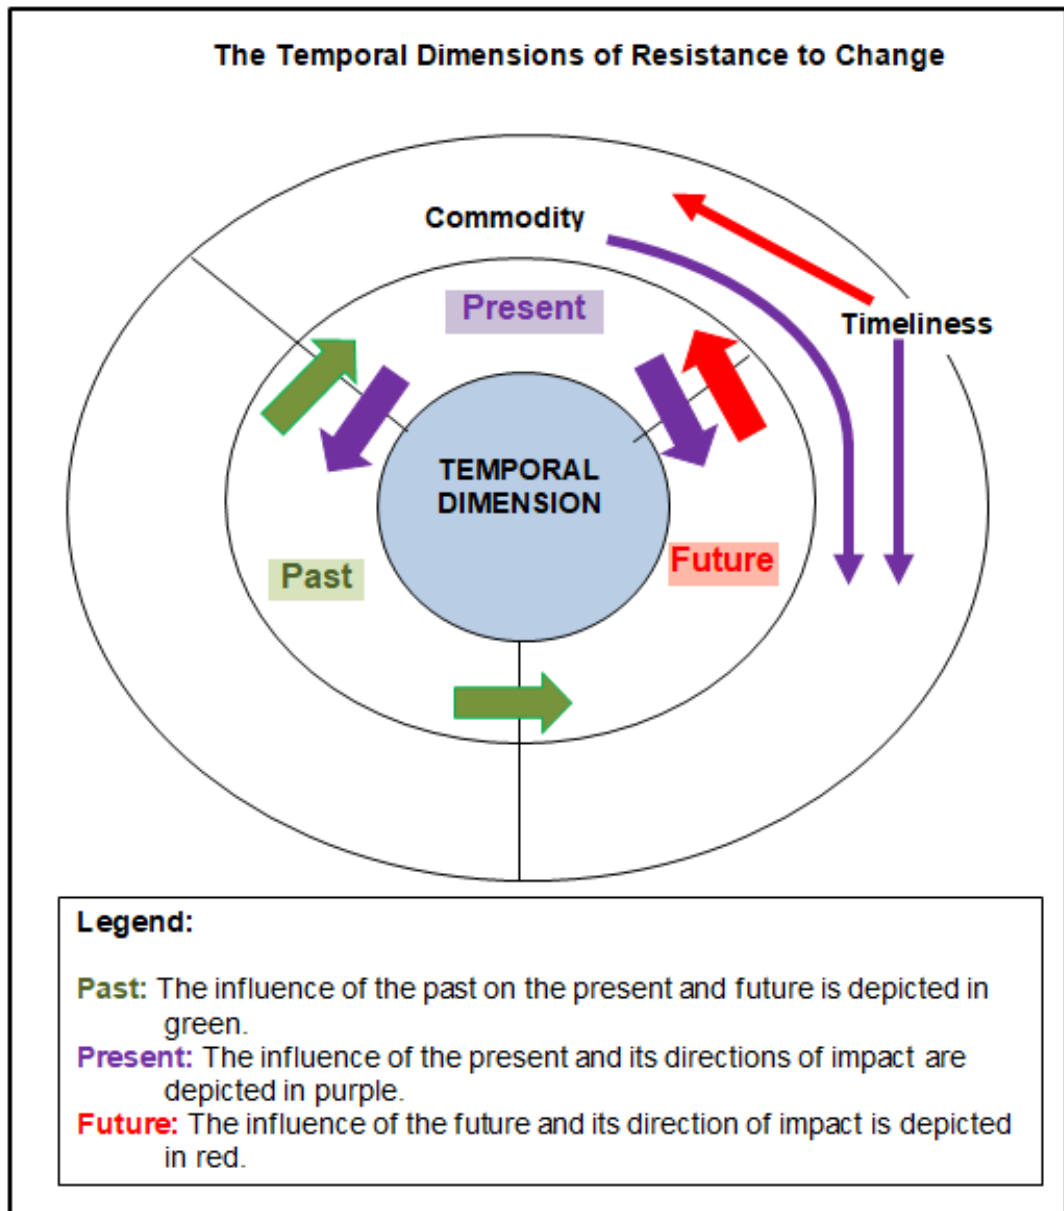 The Temporal Dimensions of Resistance to Change
Commodity
Present
Timeliness
TEMPORAL
DIMENSION
Past
Future
Legend:
Past: The influence of the past on the present and future is depicted in
green.
Present: The influence of the present and its directions of impact are
depicted in purple.
Future: The influence of the future and its direction of impact is depicted
in red.